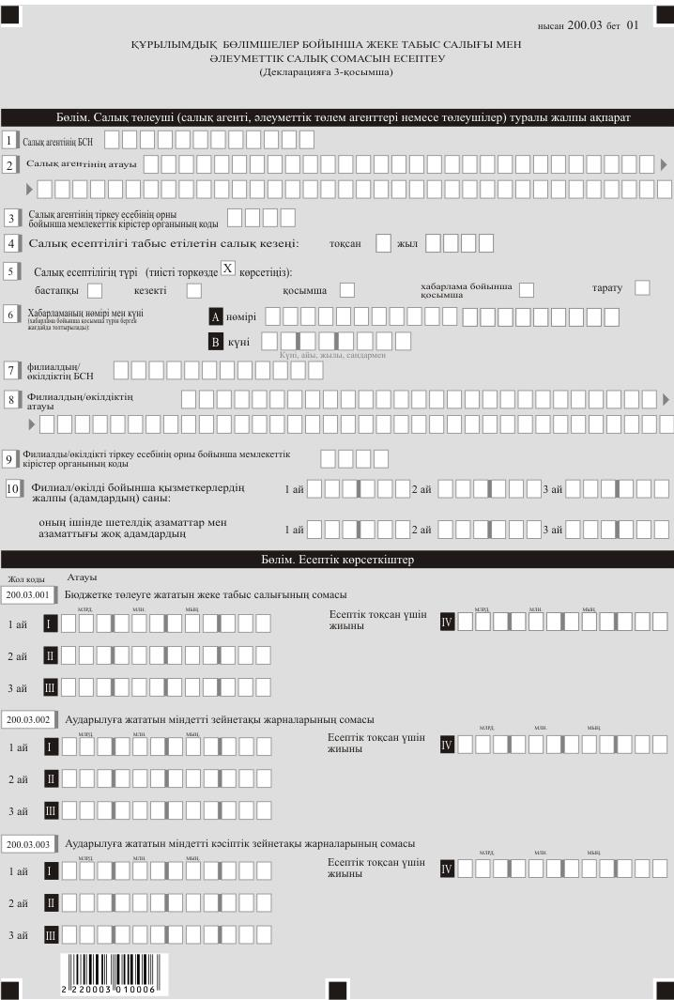 нысан 200.03 бет 01
ҚҰРЫЛЫМДЫҚ БӨЛІМШЕЛЕР БОЙЫНША ЖЕКЕ ТАБЫС САЛЫҒЫ МЕН
ӘЛЕУМЕТТІК САЛЫҚ СОМАСЫН ЕСЕПТЕУ
(Декларацияға 3-қосымша)
Бөлім. Салық төлеуші (салық агенті, әлеуметтік төлем агенттері немесе төлеушілер) туралы жалпы ақпарат
1 Салық агентінің БСН
2 Салық агентінің атауы
3 Салық агентінің тіркеу есебінің орны
бойынша мемлекеттік кірістер органының коды
4 Салық есептілігі табыс етілетін салық кезеңі: тоқсан жыл
5 Салық есептілігің түрі (тиісті торкөзде X көрсетіңіз):
бастапқы кезекті қосымша хабарлама бойынша қосымша тарату
6 Хабарламаның нөмірі мен күні
(хабарлама бойынша қосымша түрін берген
жағдайда толтырылады):
A нөмірі
B күні
Күні, айы, жылы, сандармен
7 филиалдың/
өкілдіктің БСН
8 Филиалдың/өкілдіктің
атауы
9 Филиалды/өкілдікті тіркеу есебінің орны бойынша мемлекеттік
кірістер органының коды
10 Филиал/өкілді бойынша қызметкерлердің
жалпы (адамдардың) саны:
1 ай 2 ай 3 ай
оның ішінде шетелдік азаматтар мен
азаматтығы жоқ адамдардың
1 ай 2 ай 3 ай
Бөлім. Есептік көрсеткіштер
Жол коды Атауы
200.03.001 Бюджетке төлеуге жататын жеке табыс салығының сомасы
МЛРД. МЛН. МЫҢ. МЛРД. МЛН. МЫҢ.
1 ай I Есептік тоқсан үшін
жиыны IV
2 ай II
3 ай III
200.03.002 Аударылуға жататын міндетті зейнетақы жарналарының сомасы
МЛРД. МЛН. МЫҢ. МЛРД. МЛН. МЫҢ.
1 ай I Есептік тоқсан үшін
жиыны IV
2 ай II
3 ай III
200.03.003 Аударылуға жататын міндетті кәсіптік зейнетақы жарналарының сомасы
МЛРД. МЛН. МЫҢ. МЛРД. МЛН. МЫҢ.
1 ай I Есептік тоқсан үшін
жиыны IV
2 ай II
3 ай III
2 220003 010006